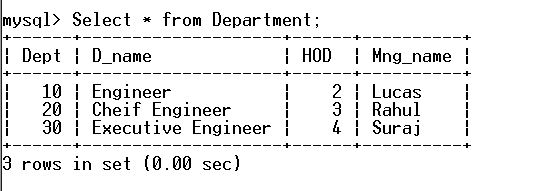 mysql> Select * from Department;
+------+--------------------+------+----------+
| Dept | D_name             | HOD  | Mng_name |
+------+--------------------+------+----------+
|   10 | Engineer           |    2 | Lucas    |
|   20 | Cheif Engineer     |    3 | Rahul    |
|   30 | Executive Engineer |    4 | Suraj    |
+------+--------------------+------+----------+
3 rows in set (0.00 sec)